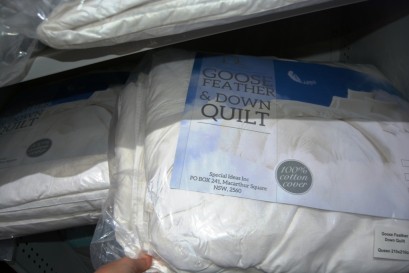 GOOSE
FEATHER
& DOWN
QUILT
Special Ideas Inc
PO BOX 241, Macarthur Square
NSW, 2560
100%
cotton
cover
Goose Feather
Down Quilt
Queen